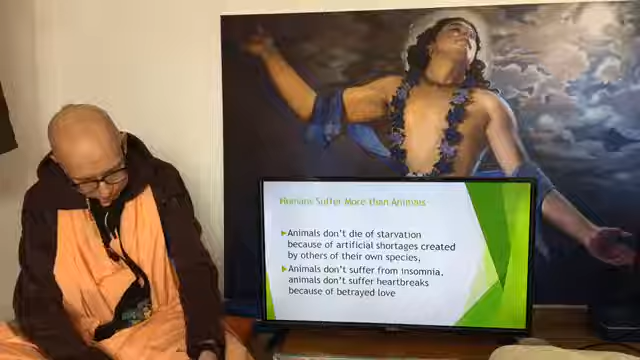 Humans Suffer More than Animals
Animals don't die of starvation
because of artificial shortages created
by others of their own species,
Animals don't suffer from insomnia,
animals don't suffer heartbreaks
because of betrayed love